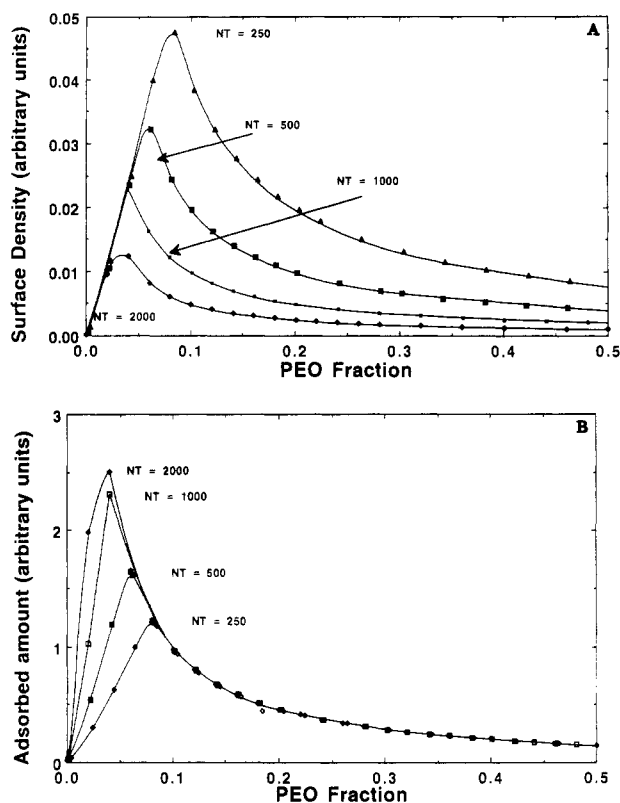 A
Surface Density (arbitrary units)
0.05
0.04
0.03
0.02
0.01
0.00
NT = 250
NT = 500
NT = 1000
NT = 2000
0.0 0.1 0.2 0.3 0.4 0.5
PEO Fraction
B
Adsorbed amount (arbitrary units)
3
2
1
0
NT = 2000
NT = 1000
NT = 500
NT = 250
0.0 0.1 0.2 0.3 0.4 0.5
PEO Fraction